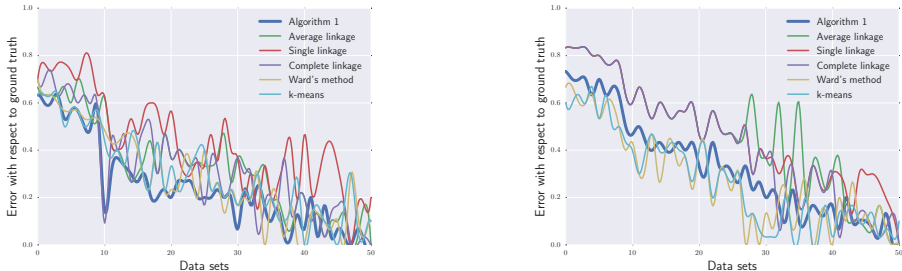 1.0
0.8
0.6
0.4
0.2
0.0
0 10 20 30 40 50
Data sets
Error with respect to ground truth
Algorithm 1
Average linkage
Single linkage
Complete linkage
Ward's method
k-means
1.0
0.8
0.6
0.4
0.2
0.0
0 10 20 30 40 50
Data sets
Error with respect to ground truth
Algorithm 1
Average linkage
Single linkage
Complete linkage
Ward's method
k-means